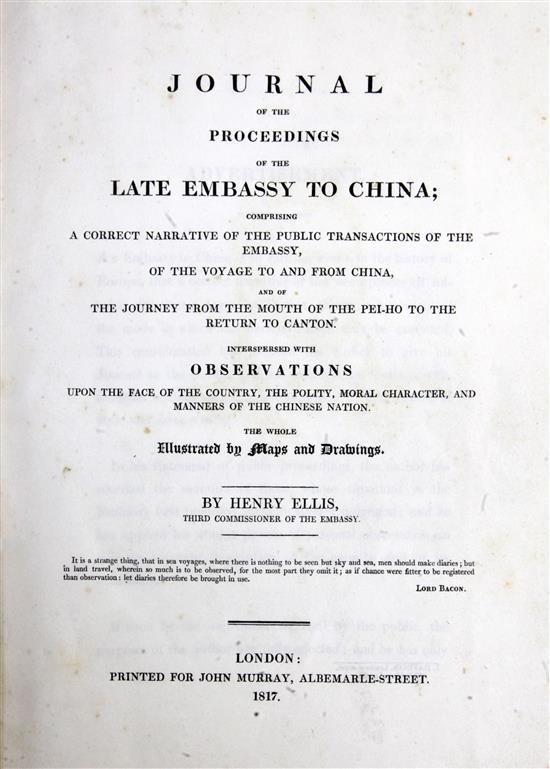 JOURNAL
OF THE
PROCEEDINGS
OF THE
LATE EMBASSY TO CHINA;
COMPRISING
A CORRECT NARRATIVE OF THE PUBLIC TRANSACTIONS OF THE
EMBASSY,
OF THE VOYAGE TO AND FROM CHINA,
AND OF
THE JOURNEY FROM THE MOUTH OF THE PEI-HO TO THE
RETURN TO CANTON.
INTERSPERSED WITH
OBSERVATIONS
UPON THE FACE OF THE COUNTRY, THE POLITY, MORAL CHARACTER, AND
MANNERS OF THE CHINESE NATION.
THE WHOLE
Illustrated by Maps and Drawings.
BY HENRY ELLIS,
THIRD COMMISSIONER OF THE EMBASSY.
It is a strange thing, that in sea voyages, where there is nothing to be seen but sky and sea, men should make diaries; but
in land travel, wherein so much is to be observed, for the most part they omit it; as if chance were fitter to be registered
than observation: let diaries therefore be brought in use.
LORD BACON.
LONDON:
PRINTED FOR JOHN MURRAY, ALBEMARLE-STREET.
1817.